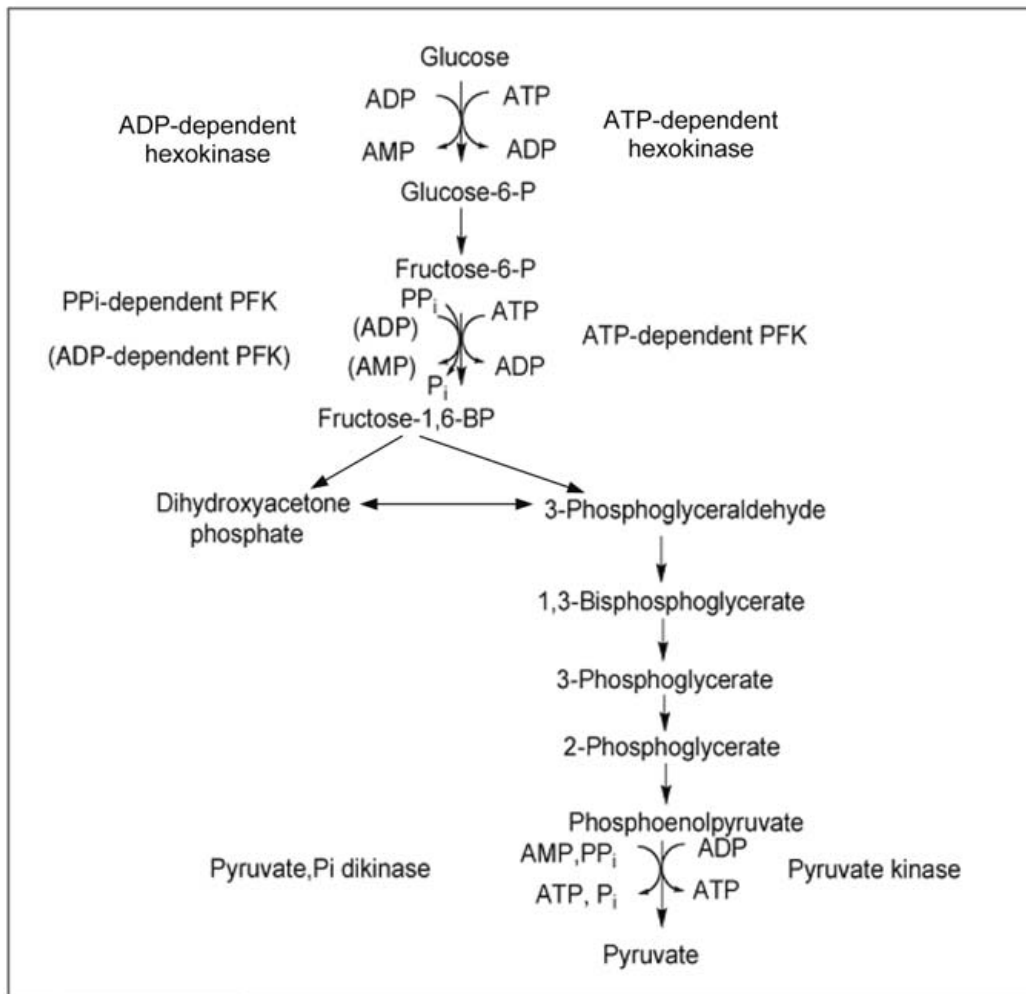 Glucose
ADP ATP
ADP-dependent
hexokinase
ATP-dependent
hexokinase
AMP ADP
Glucose-6-P
Fructose-6-P
PPi-dependent PFK
PPi
ATP
(ADP)
ATP-dependent PFK
(ADP-dependent PFK)
(AMP) ADP
Pi
Fructose-1,6-BP
Dihydroxyacetone
phosphate
3-Phosphoglyceraldehyde
1,3-Bisphosphoglycerate
3-Phosphoglycerate
2-Phosphoglycerate
Phosphoenolpyruvate
AMP,PPi ADP
Pyruvate,Pi dikinase
Pyruvate kinase
ATP, Pi ATP
Pyruvate